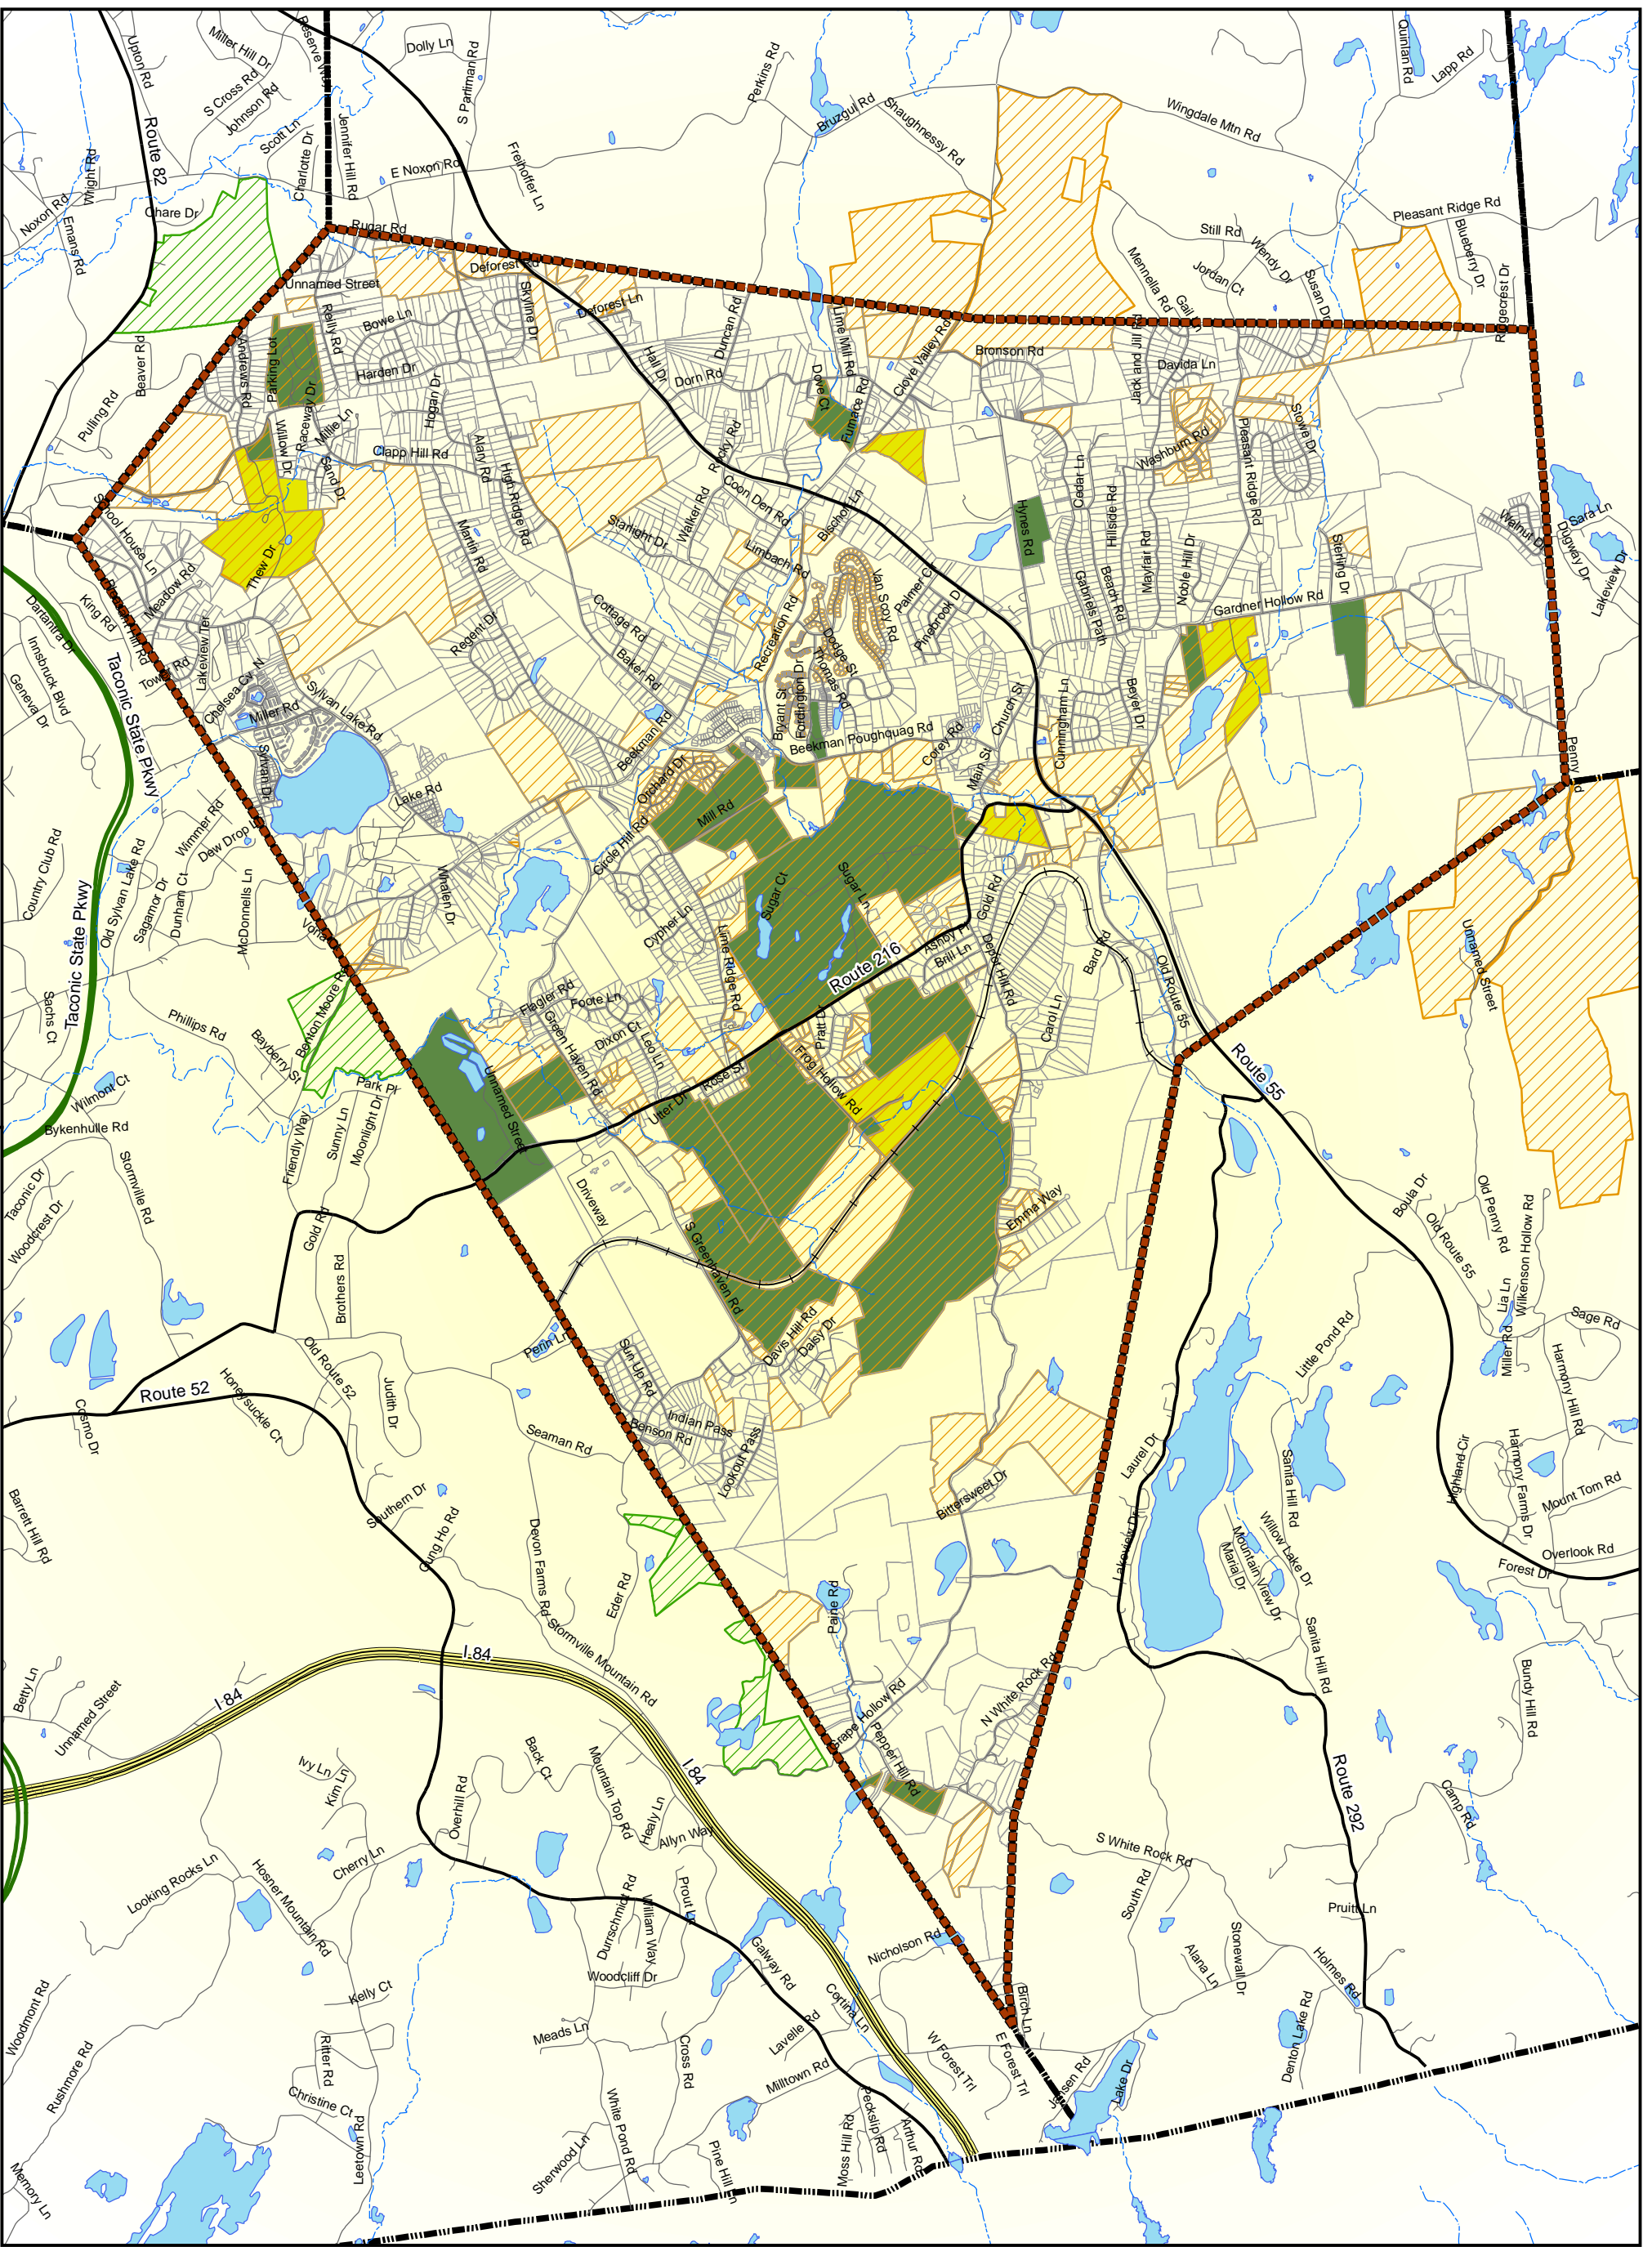 Upton Rd
Miller Hill Dr
Dolly Ln
S Parliman Rd
Perkins Rd
Quinlan Rd
Lapp Rd
S Cross Rd
Johnson Rd
Scott Ln
Route 82
Charlotte Dr
Jennifer Hill Rd
E Noxon Rd
Freihoffer Ln
Bruzgul Rd
Shaughnessy Rd
Wingdale Mtn Rd
Wright Rd
Noxon Rd
Emans Rd
Chare Dr
Rugar Rd
Still Rd
Pleasant Ridge Rd
Blueberry Dr
Mennella Rd
Wendy Dr
Jordan Ct
Susan Dr
Ridgecrest Dr
Unnamed Street
Deforest Rd
Deforest Ln
Skyline Dr
Reilly Rd
Bowe Ln
Duncan Rd
Lime Mill Rd
Clove Valley Rd
Bronson Rd
Jack and Jill Rd
Davida Ln
Beaver Rd
Andrews Rd
Parking Lot
Harden Dr
Hall Dr
Dorn Rd
Dove Ct
Furnace Rd
Pulling Rd
Raceway Dr
Millie Ln
Hogan Dr
Willow Dr
Sand Dr
Clapp Hill Rd
Alary Rd
High Ridge Rd
Rocky Rd
Coon Den Rd
Bischof Ln
Hynes Rd
Cedar Ln
Hillside Rd
Washburn Rd
Pleasant Ridge Rd
Stowe Dr
School House Ln
Martin Rd
Starlight Dr
Walker Rd
Limbach Rd
Van Scoy Rd
Palmer Ct
Pinebrook Dr
Gabriels Path
Beach Rd
Mayfair Rd
Noble Hill Dr
Gardner Hollow Rd
Sterling Dr
Walnut Dr
Sara Ln
Dugway Dr
Lakeview Dr
Thew Dr
Meadow Rd
King Rd
Dartantra Dr
Innsbruck Blvd
Geneva Dr
Taconic State Pkwy
Lakeview Ter
Chelsea Cv N
Miller Rd
Sylvan Lake Rd
Regent Dr
Cottage Rd
Baker Rd
Recreation Rd
Dodge St
Thomas Rd
Bryant St
Fordington Dr
Beekman Poughquag Rd
Corey Rd
Church St
Main St
Cunningham Ln
Beyer Dr
Penny Rd
Beekman Rd
Orchard Dr
Mill Rd
Circle Hill Rd
Lake Rd
Wimmer Rd
Country Club Rd
Old Sylvan Lake Rd
Sagamor Dr
Dunham Ct
McDonnells Ln
Whalen Dr
Cypher Ln
Lime Ridge Rd
Sugar Ct
Sugar Ln
Gold Rd
Ashby Pl
Brill Ln
Depot Hill Rd
Bard Rd
Old Route 55
Unnamed Street
Taconic State Pkwy
Route 216
Sachs Ct
Phillips Rd
Bayberry St
Benton Moore Rd
Flagler Rd
Foote Ln
Green Haven Rd
Dixon Ct
Leo Ln
Pratt Dr
Frog Hollow Rd
Carol Ln
Route 55
Wilmont Ct
Bykenhulle Rd
Park Pl
Sunny Ln
Moonlight Dr
Friendly Way
Unnamed Street
Utter Dr
Rose St
Taconic Dr
Woodcrest Dr
Stormville Rd
Gold Rd
Brothers Rd
Driveway
S Greenhaven Rd
Emma Way
Boula Dr
Old Penny Rd
Old Route 55
Wilkenson Hollow Rd
Lia Ln
Sage Rd
Miller Rd
Harmony Hill Rd
Little Pond Rd
Perin Ln
Davis Hill Rd
Daisy Dr
Sun Up Rd
Indian Pass
Benson Rd
Lookout Pass
Route 52
Cosmo Dr
Honeysuckle Ct
Old Route 52
Judith Dr
Seaman Rd
Barrett Hill Rd
Southern Dr
Gung Ho Rd
Devon Farms Rd
Eder Rd
Stormville Mountain Rd
Bittersweet Dr
Laurel Dr
Lakeview Dr
Sanita Hill Rd
Willow Lake Dr
Mountain View Dr
Maria Dr
Sanita Hill Rd
Highland Cir
Harmony Farms Dr
Mount Tom Rd
Overlook Rd
Forest Dr
Bundy Hill Rd
Paine Rd
Grape Hollow Rd
Pepper Hill Rd
N White Rock Rd
I-84
I-84
I-84
Betty Ln
Unnamed Street
Ivy Ln
Kim Ln
Overhill Rd
Back Ct
Mountain Top Rd
Healy Ln
Allyn Way
Route 292
Camp Rd
S White Rock Rd
South Rd
Pruitt Ln
Looking Rocks Ln
Hosner Mountain Rd
Cherry Ln
Durrschmidt Rd
William Way
Prout Ln
Galway Rd
Nicholson Rd
Alana Ln
Stonewall Dr
Holmes Rd
Woodcliff Dr
Kelly Ct
Cortina Ln
Lavelle Rd
Birch Ln
W Forest Trl
E Forest Trl
Jensen Rd
Lake Dr
Denton Lake Rd
Woodmont Rd
Rushmore Rd
Meads Ln
Ritter Rd
Christine Ct
Leetown Rd
Cross Rd
Milltown Rd
White Pond Rd
Sherwood Ln
Pine Hill Ln
Moss Hill Rd
Peckslip Rd
Arthur Rd
Memory Ln